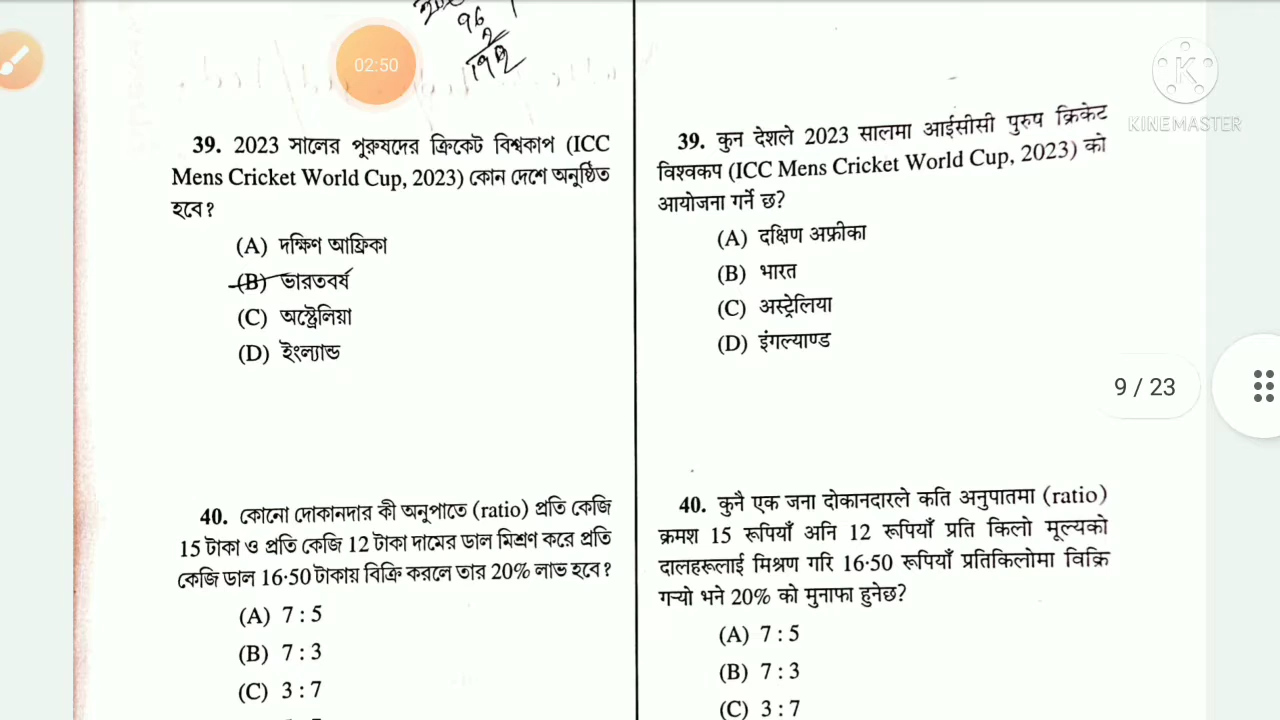 96
2
192
02:50
KINEMASTER
39. 2023 সালের পুরুষদের ক্রিকেট বিশ্বকাপ (ICC
Mens Cricket World Cup, 2023) কোন দেশে অনুষ্ঠিত
হবে?
(A) দক্ষিণ আফ্রিকা
(B) ভারতবর্ষ
(C) অস্ট্রেলিয়া
(D) ইংল্যান্ড
40. কোনো দোকানদার কী অনুপাতে (ratio) প্রতি কেজি
15 টাকা ও প্রতি কেজি 12 টাকা দামের ডাল মিশ্রণ করে প্রতি
কেজি ডাল 16·50 টাকায় বিক্রি করলে তার 20% লাভ হবে?
(A) 7 : 5
(B) 7 : 3
(C) 3 : 7
39. कुन देशले 2023 सालमा आईसीसी पुरुष क्रिकेट
विश्वकप (ICC Mens Cricket World Cup, 2023) को
आयोजना गर्ने छ?
(A) दक्षिण अफ्रीका
(B) भारत
(C) अस्ट्रेलिया
(D) इंगल्याण्ड
9 / 23
40. कुनै एक जना दोकानदारले कति अनुपातमा (ratio)
क्रमश 15 रूपियाँ अनि 12 रूपियाँ प्रति किलो मूल्यको
दालहरूलाई मिश्रण गरि 16·50 रूपियाँ प्रतिकिलोमा विक्रि
गर्‍यो भने 20% को मुनाफा हुनेछ?
(A) 7 : 5
(B) 7 : 3
(C) 3 : 7